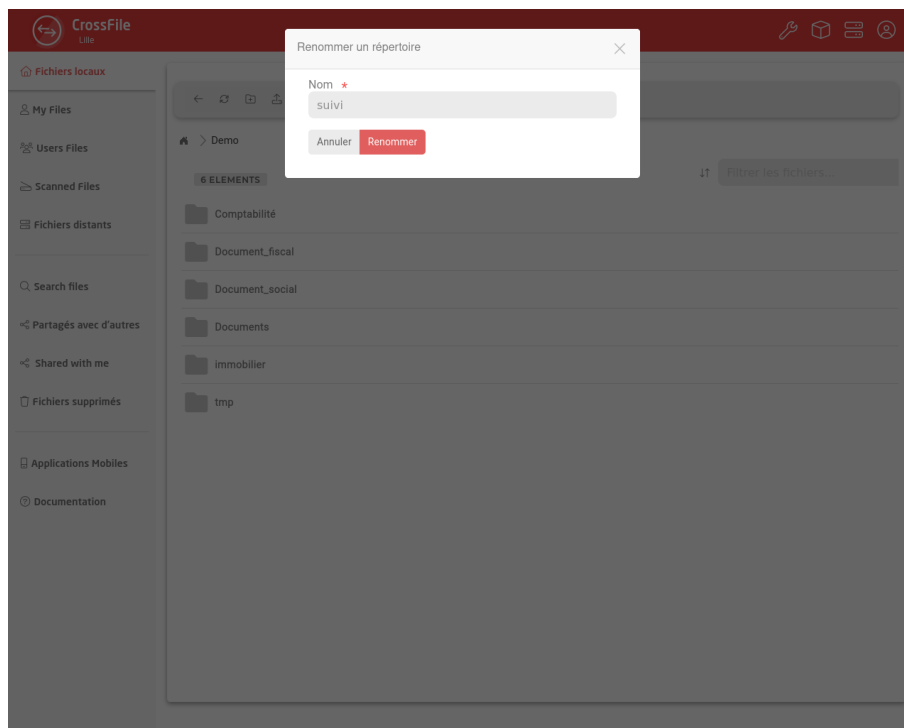 CrossFile
Lille
Renommer un répertoire
Nom *
suivi
Annuler
Renommer
Fichiers locaux
My Files
Users Files
Scanned Files
Fichiers distants
Search files
Partagés avec d'autres
Shared with me
Fichiers supprimés
Applications Mobiles
Documentation
Demo
6 ELEMENTS
Filtrer les fichiers...
Comptabilité
Document_fiscal
Document_social
Documents
immobilier
tmp